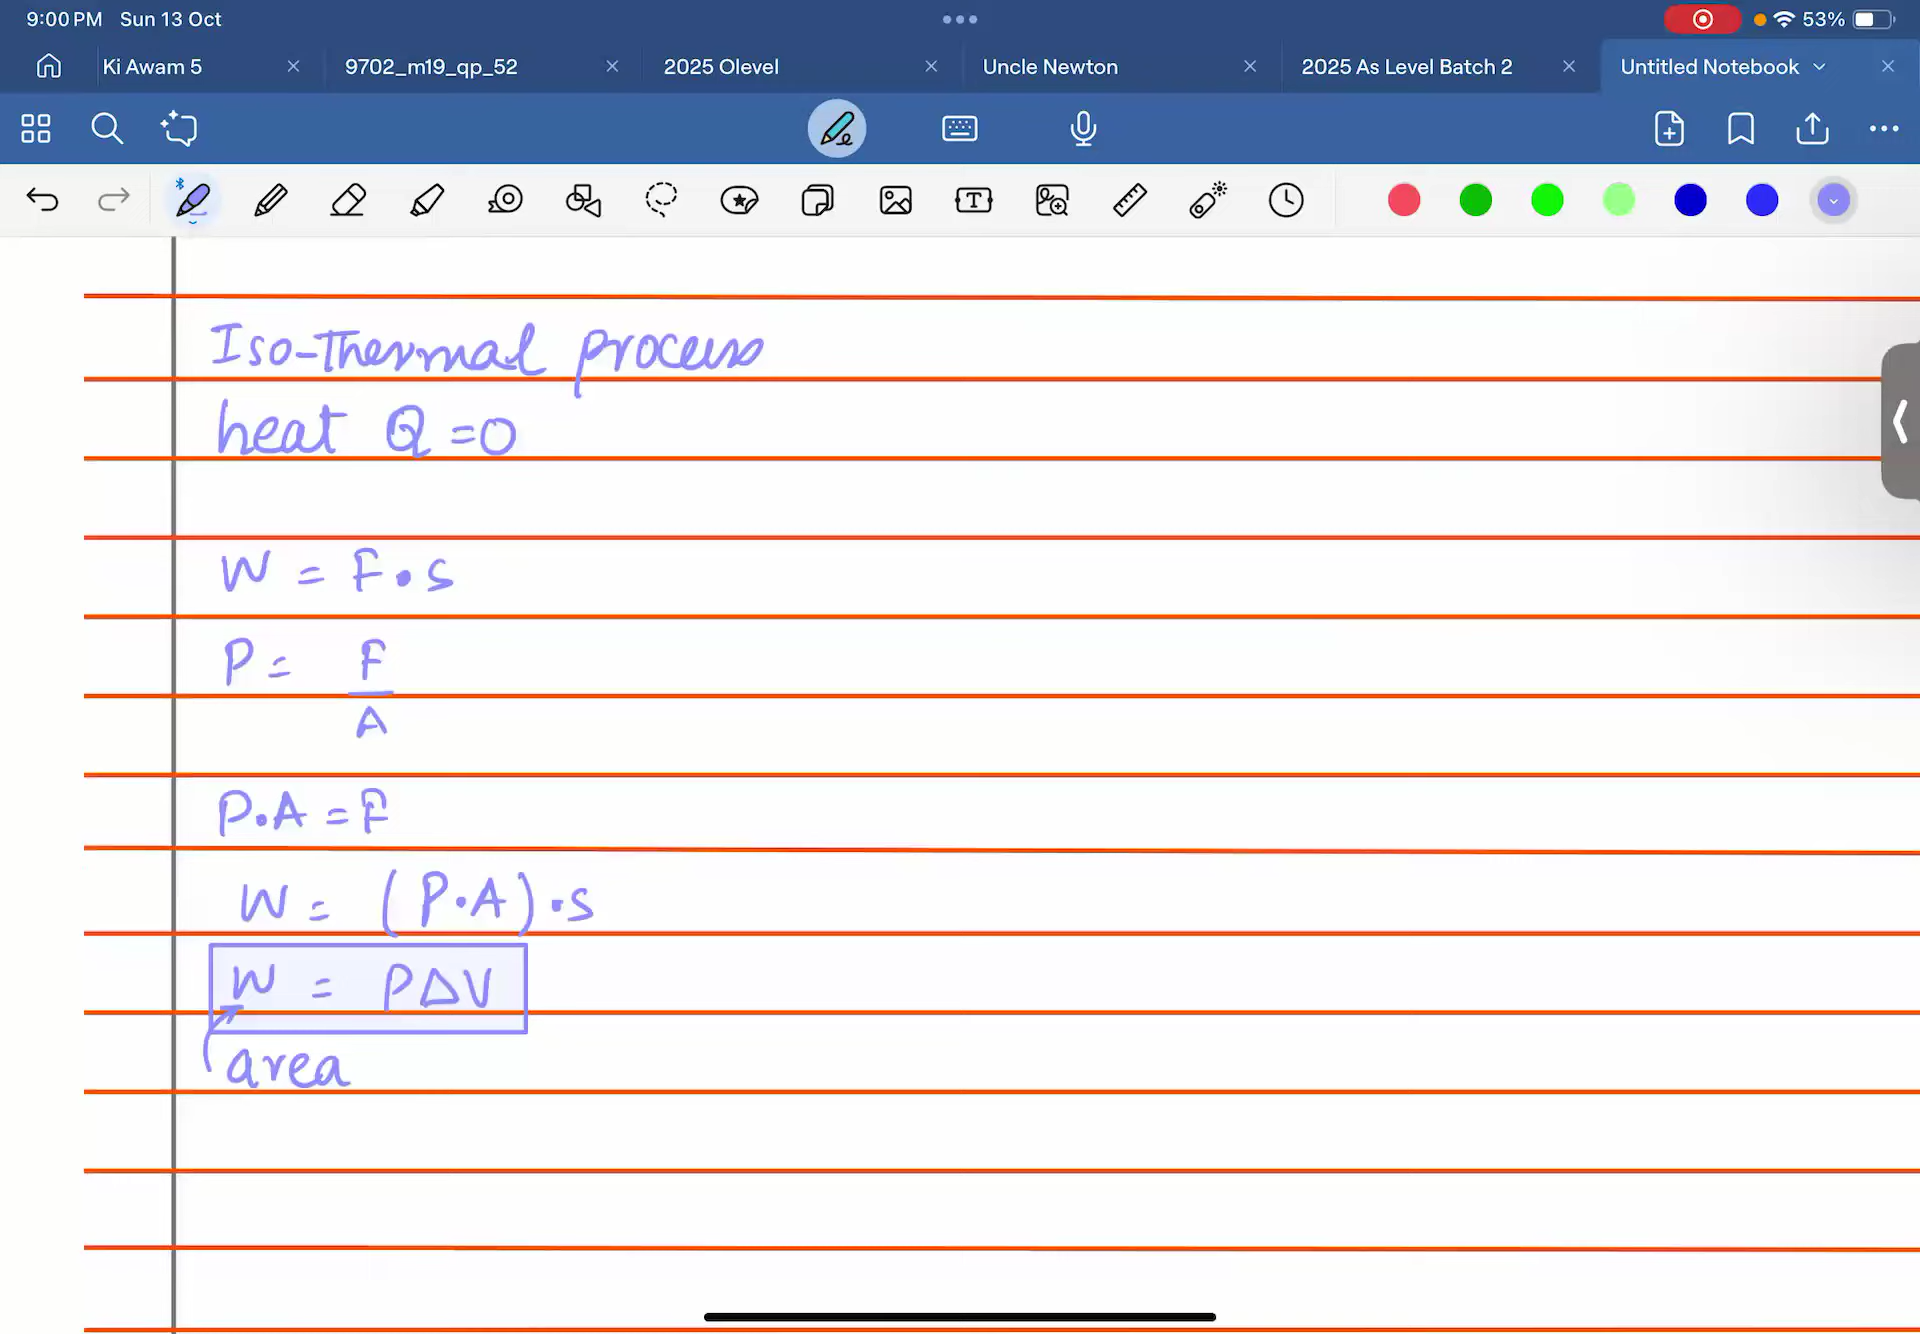 9:00 PM Sun 13 Oct 53%
Ki Awam 5 9702_m19_qp_52 2025 Olevel Uncle Newton 2025 As Level Batch 2 Untitled Notebook
Iso-Thermal process
heat Q = 0
W = F • s
P = F
A
P.A = F
W = (P.A) . s
W = PΔV
area